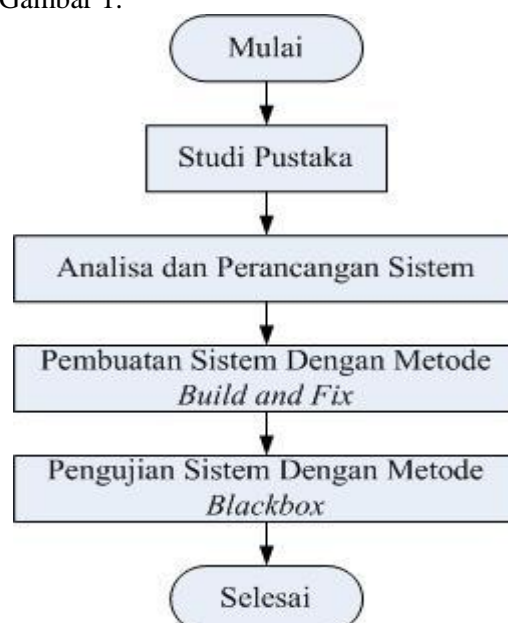 Gambar 1.
Mulai
Studi Pustaka
Analisa dan Perancangan Sistem
Pembuatan Sistem Dengan Metode
Build and Fix
Pengujian Sistem Dengan Metode
Blackbox
Selesai